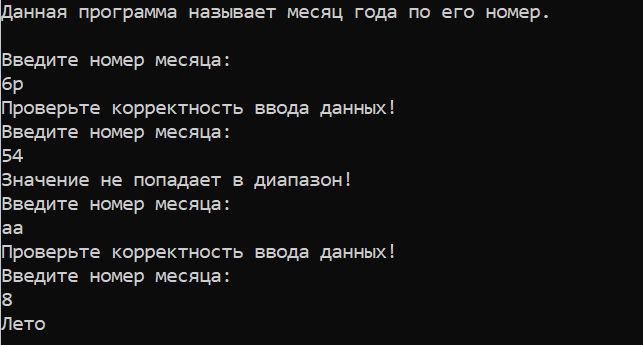 Данная программа называет месяц года по его номер.
Введите номер месяца:
6р
Проверьте корректность ввода данных!
Введите номер месяца:
54
Значение не попадает в диапазон!
Введите номер месяца:
аа
Проверьте корректность ввода данных!
Введите номер месяца:
8
Лето